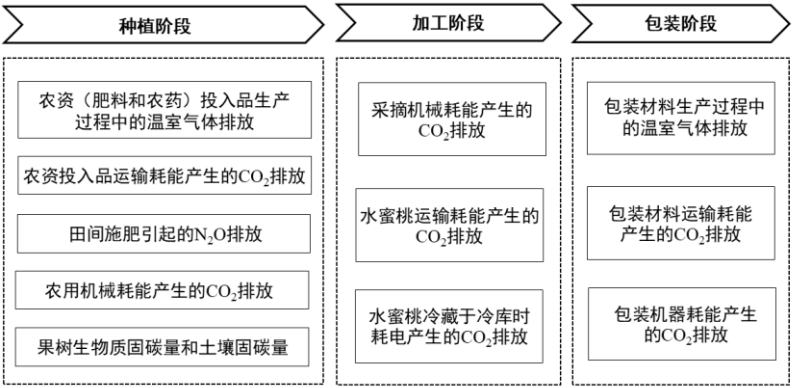 种植阶段
加工阶段
包装阶段
农资（肥料和农药）投入品生产
过程中的温室气体排放
农资投入品运输耗能产生的CO₂排放
田间施肥引起的N₂O排放
农用机械耗能产生的CO₂排放
果树生物质固碳量和土壤固碳量
采摘机械耗能产生的
CO₂排放
水蜜桃运输耗能产生的
CO₂排放
水蜜桃冷藏于冷库时
耗电产生的CO₂排放
包装材料生产过程中
的温室气体排放
包装材料运输耗能
产生的CO₂排放
包装机器耗能产生
的CO₂排放